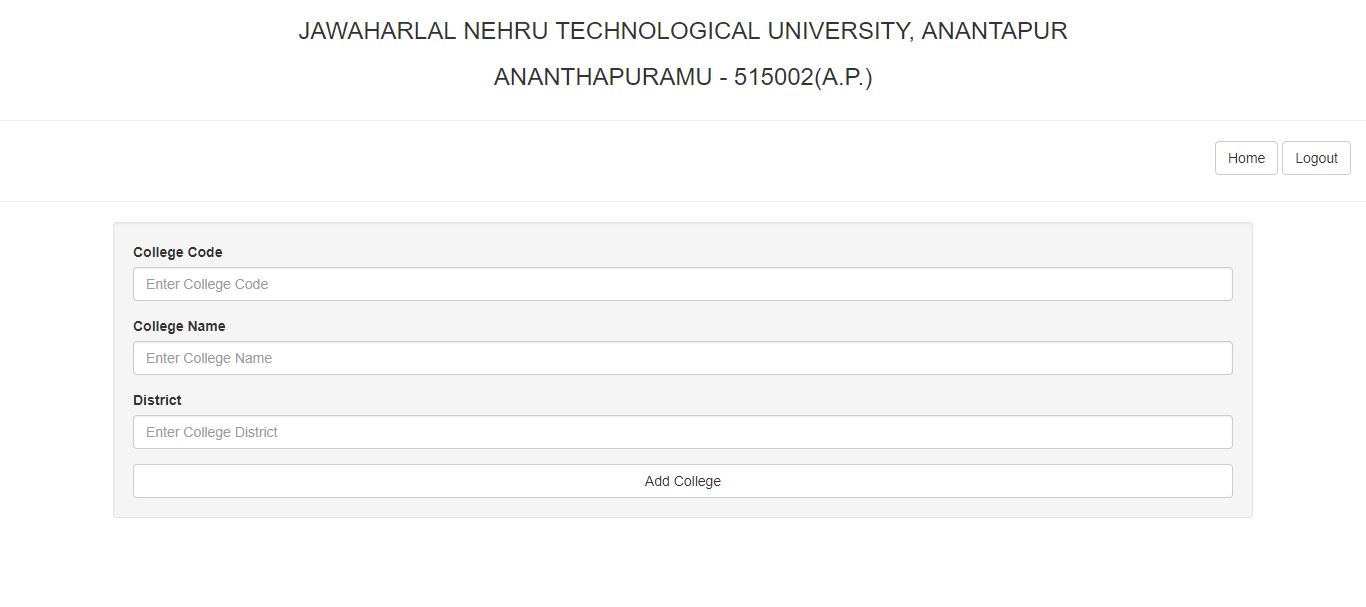 JAWAHARLAL NEHRU TECHNOLOGICAL UNIVERSITY, ANANTAPUR
ANANTHAPURAMU - 515002(A.P.)
Home Logout
College Code
Enter College Code
College Name
Enter College Name
District
Enter College District
Add College